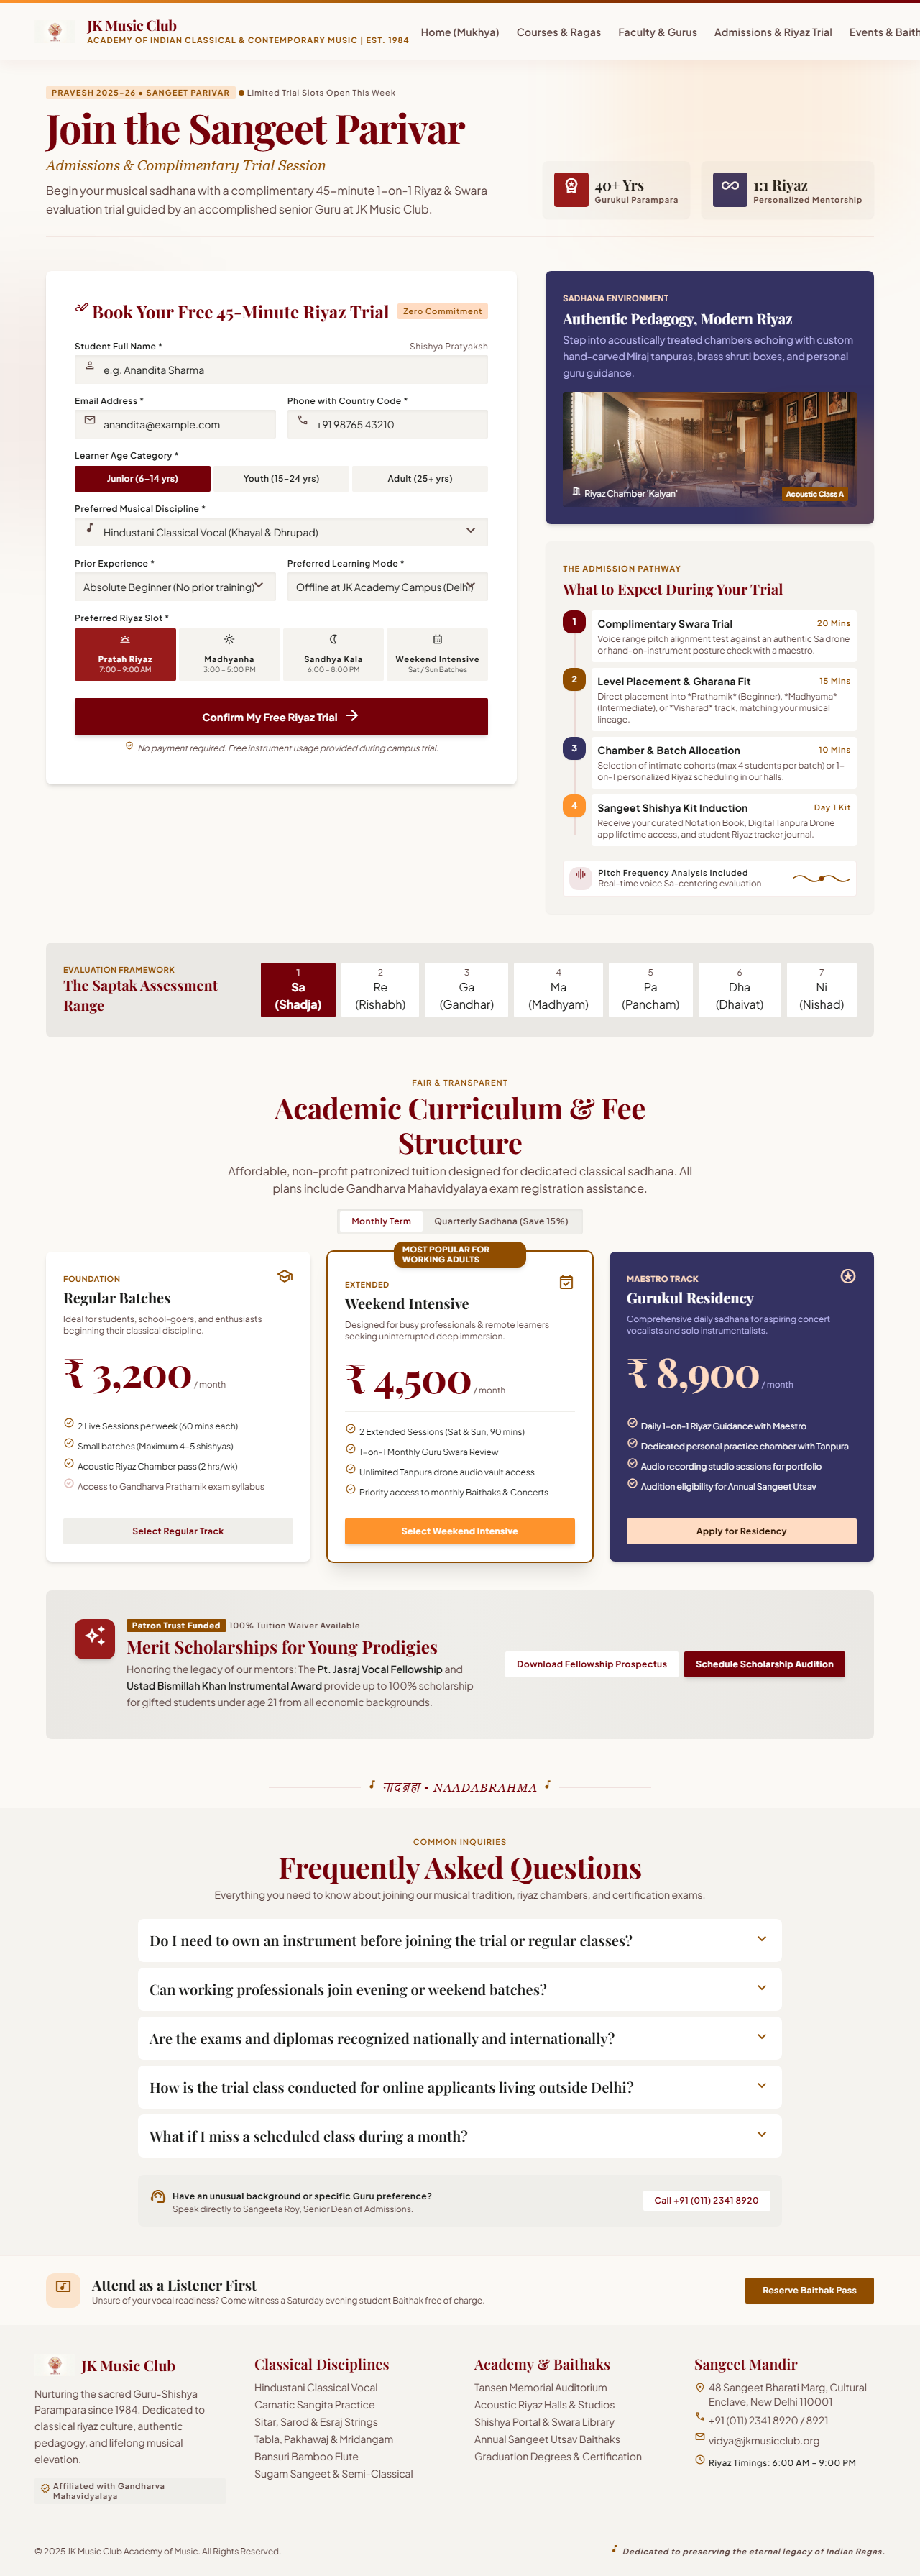 JK Music Club
ACADEMY OF INDIAN CLASSICAL & CONTEMPORARY MUSIC | EST. 1984
Home (Mukhya)
Courses & Ragas
Faculty & Gurus
Admissions & Riyaz Trial
Events & Baith
PRAVESH 2025-26 • SANGEET PARIVAR
Limited Trial Slots Open This Week
Join the Sangeet Parivar
Admissions & Complimentary Trial Session
Begin your musical sadhana with a complimentary 45-minute 1-on-1 Riyaz & Swara
evaluation trial guided by an accomplished senior Guru at JK Music Club.
40+ Yrs
Gurukul Parampara
1:1 Riyaz
Personalized Mentorship
Book Your Free 45-Minute Riyaz Trial
Zero Commitment
Student Full Name *
Shishya Pratyaksh
e.g. Anandita Sharma
Email Address *
Phone with Country Code *
anandita@example.com
+91 98765 43210
Learner Age Category *
Junior (6-14 yrs)
Youth (15-24 yrs)
Adult (25+ yrs)
Preferred Musical Discipline *
Hindustani Classical Vocal (Khayal & Dhrupad)
Prior Experience *
Preferred Learning Mode *
Absolute Beginner (No prior training)
Offline at JK Academy Campus (Delhi)
Preferred Riyaz Slot *
Pratah Riyaz
7:00 - 9:00 AM
Madhyanha
3:00 - 5:00 PM
Sandhya Kala
6:00 - 8:00 PM
Weekend Intensive
Sat / Sun Batches
Confirm My Free Riyaz Trial
No payment required. Free instrument usage provided during campus trial.
SADHANA ENVIRONMENT
Authentic Pedagogy, Modern Riyaz
Step into acoustically treated chambers echoing with custom
hand-carved Miraj tanpuras, brass shruti boxes, and personal
guru guidance.
Riyaz Chamber 'Kalyan'
Acoustic Class A
THE ADMISSION PATHWAY
What to Expect During Your Trial
1
Complimentary Swara Trial
20 Mins
Voice range pitch alignment test against an authentic Sa drone
or hand-on-instrument posture check with a maestro.
2
Level Placement & Gharana Fit
15 Mins
Direct placement into *Prathamik* (Beginner), *Madhyama*
(Intermediate), or *Visharad* track, matching your musical
lineage.
3
Chamber & Batch Allocation
10 Mins
Selection of intimate cohorts (max 4 students per batch) or 1-
on-1 personalized Riyaz scheduling in our halls.
4
Sangeet Shishya Kit Induction
Day 1 Kit
Receive your curated Notation Book, Digital Tanpura Drone
app lifetime access, and student Riyaz tracker journal.
Pitch Frequency Analysis Included
Real-time voice Sa-centering evaluation
EVALUATION FRAMEWORK
The Saptak Assessment
Range
1
Sa
(Shadja)
2
Re
(Rishabh)
3
Ga
(Gandhar)
4
Ma
(Madhyam)
5
Pa
(Pancham)
6
Dha
(Dhaivat)
7
Ni
(Nishad)
FAIR & TRANSPARENT
Academic Curriculum & Fee
Structure
Affordable, non-profit patronized tuition designed for dedicated classical sadhana. All
plans include Gandharva Mahavidyalaya exam registration assistance.
Monthly Term
Quarterly Sadhana (Save 15%)
FOUNDATION
Regular Batches
Ideal for students, school-goers, and enthusiasts
beginning their classical discipline.
₹ 3,200 / month
2 Live Sessions per week (60 mins each)
Small batches (Maximum 4-5 shishyas)
Acoustic Riyaz Chamber pass (2 hrs/wk)
Access to Gandharva Prathamik exam syllabus
Select Regular Track
MOST POPULAR FOR
WORKING ADULTS
EXTENDED
Weekend Intensive
Designed for busy professionals & remote learners
seeking uninterrupted deep immersion.
₹ 4,500 / month
2 Extended Sessions (Sat & Sun, 90 mins)
1-on-1 Monthly Guru Swara Review
Unlimited Tanpura drone audio vault access
Priority access to monthly Baithaks & Concerts
Select Weekend Intensive
MAESTRO TRACK
Gurukul Residency
Comprehensive daily sadhana for aspiring concert
vocalists and solo instrumentalists.
₹ 8,900 / month
Daily 1-on-1 Riyaz Guidance with Maestro
Dedicated personal practice chamber with Tanpura
Audio recording studio sessions for portfolio
Audition eligibility for Annual Sangeet Utsav
Apply for Residency
Patron Trust Funded
100% Tuition Waiver Available
Merit Scholarships for Young Prodigies
Honoring the legacy of our mentors: The Pt. Jasraj Vocal Fellowship and
Ustad Bismillah Khan Instrumental Award provide up to 100% scholarship
for gifted students under age 21 from all economic backgrounds.
Download Fellowship Prospectus
Schedule Scholarship Audition
नादब्रह्म • NAADABRAHMA
COMMON INQUIRIES
Frequently Asked Questions
Everything you need to know about joining our musical tradition, riyaz chambers, and certification exams.
Do I need to own an instrument before joining the trial or regular classes?
Can working professionals join evening or weekend batches?
Are the exams and diplomas recognized nationally and internationally?
How is the trial class conducted for online applicants living outside Delhi?
What if I miss a scheduled class during a month?
Have an unusual background or specific Guru preference?
Speak directly to Sangeeta Roy, Senior Dean of Admissions.
Call +91 (011) 2341 8920
Attend as a Listener First
Unsure of your vocal readiness? Come witness a Saturday evening student Baithak free of charge.
Reserve Baithak Pass
JK Music Club
Nurturing the sacred Guru-Shishya
Parampara since 1984. Dedicated to
classical riyaz culture, authentic
pedagogy, and lifelong musical
elevation.
Affiliated with Gandharva
Mahavidyalaya
Classical Disciplines
Hindustani Classical Vocal
Carnatic Sangita Practice
Sitar, Sarod & Esraj Strings
Tabla, Pakhawaj & Mridangam
Bansuri Bamboo Flute
Sugam Sangeet & Semi-Classical
Academy & Baithaks
Tansen Memorial Auditorium
Acoustic Riyaz Halls & Studios
Shishya Portal & Swara Library
Annual Sangeet Utsav Baithaks
Graduation Degrees & Certification
Sangeet Mandir
48 Sangeet Bharati Marg, Cultural
Enclave, New Delhi 110001
+91 (011) 2341 8920 / 8921
vidya@jkmusicclub.org
Riyaz Timings: 6:00 AM - 9:00 PM
© 2025 JK Music Club Academy of Music. All Rights Reserved.
Dedicated to preserving the eternal legacy of Indian Ragas.